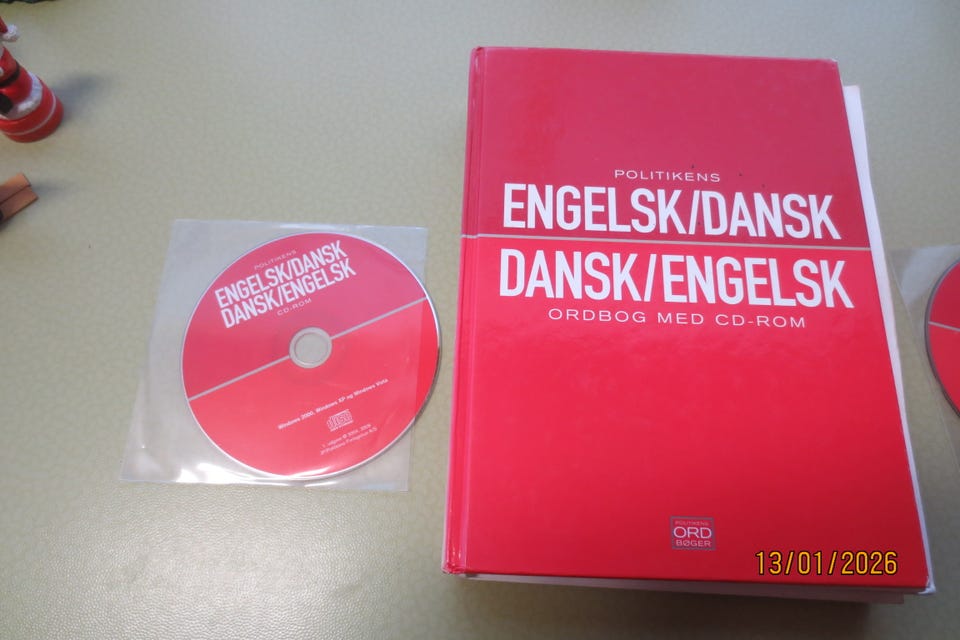 POLITIKENS
ENGELSK/DANSK
DANSK/ENGELSK
CD-ROM
Windows 2000, Windows XP og Windows Vista
POLITIKENS
ENGELSK/DANSK
DANSK/ENGELSK
ORDBOG MED CD-ROM
POLITIKENS
ORD
BØGER
13/01/2026